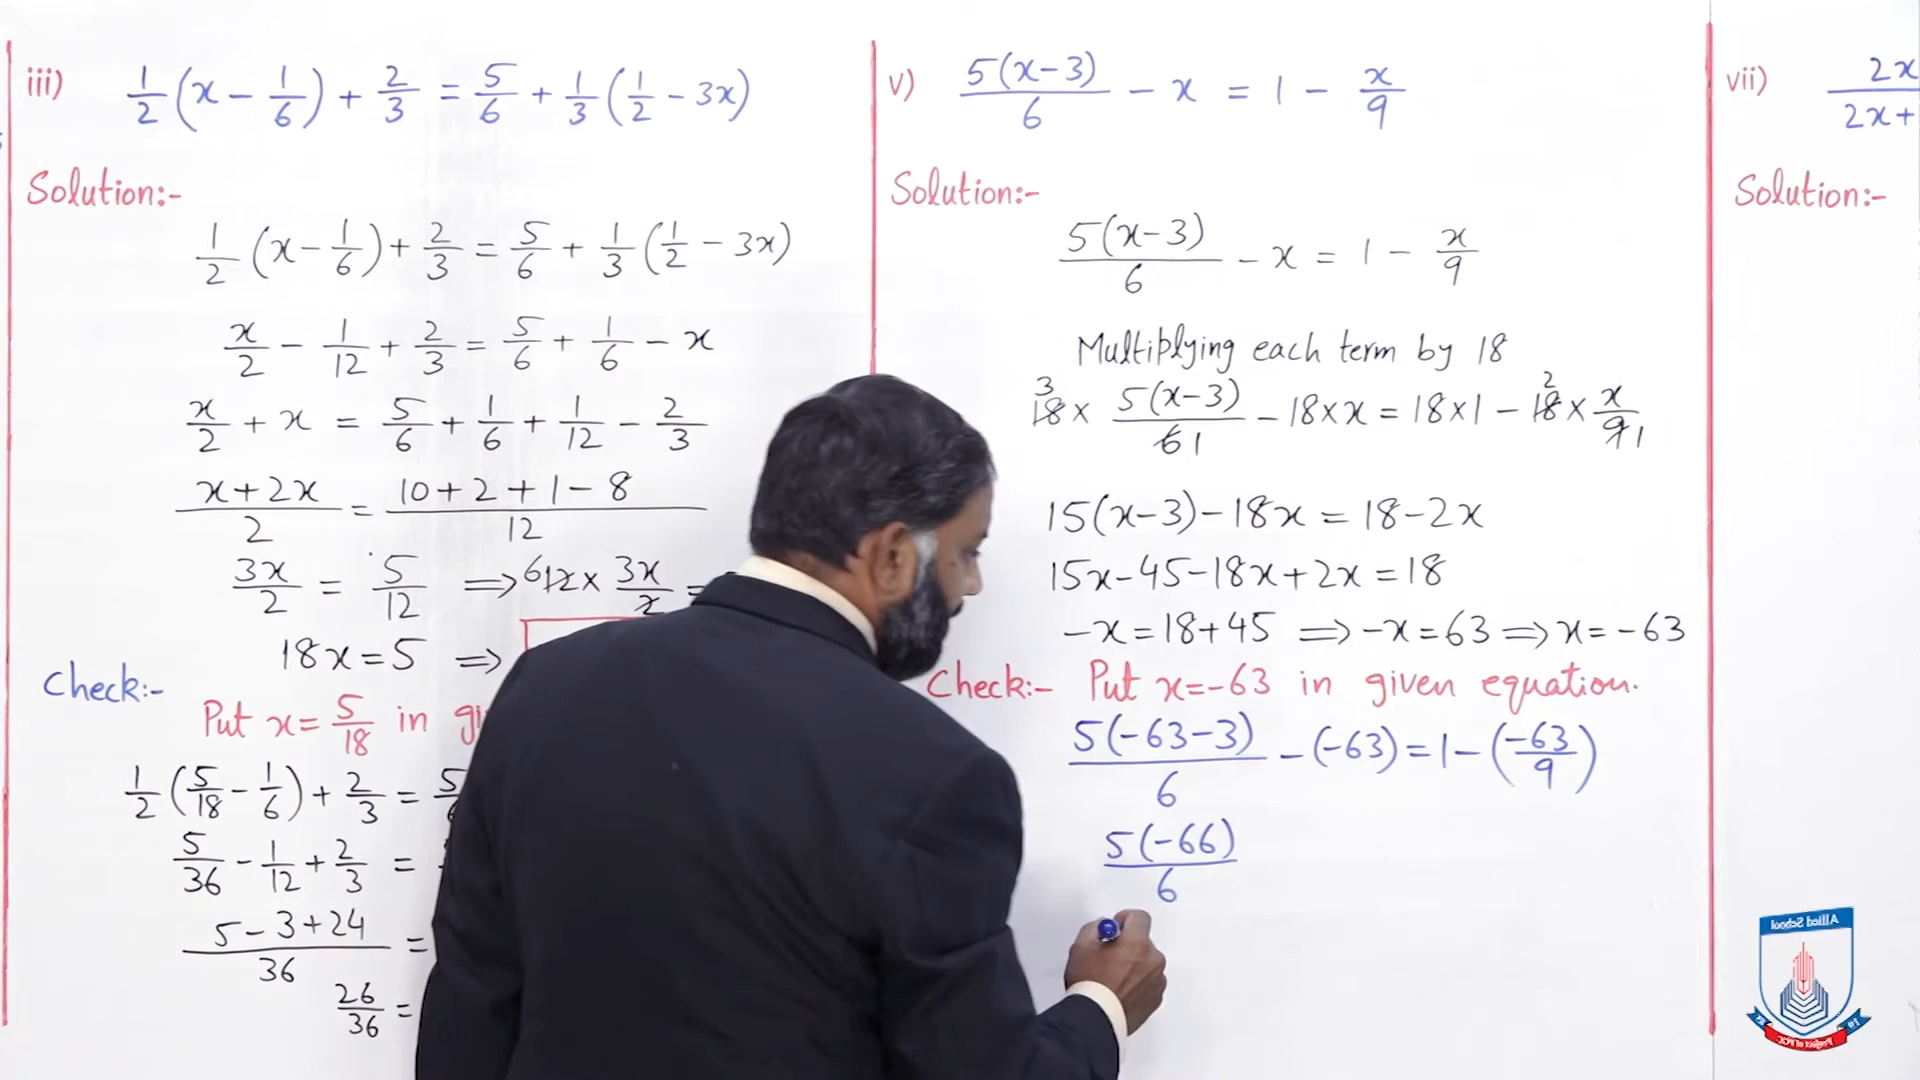 iii) 1/2 (x - 1/6) + 2/3 = 5/6 + 1/3 (1/2 - 3x)
Solution:-
1/2 (x - 1/6) + 2/3 = 5/6 + 1/3 (1/2 - 3x)
x/2 - 1/12 + 2/3 = 5/6 + 1/6 - x
x/2 + x = 5/6 + 1/6 + 1/12 - 2/3
(x+2x)/2 = (10+2+1-8)/12
3x/2 = 5/12 ⟹ 6 12 × 3x/2 =
18x = 5 ⟹
Check:-
Put x = 5/18 in
1/2 (5/18 - 1/6) + 2/3 = 5
5/36 - 1/12 + 2/3 =
(5-3+24)/36 =
26/36 =
v) 5(x-3)/6 - x = 1 - x/9
Solution:-
5(x-3)/6 - x = 1 - x/9
Multiplying each term by 18
3 18 × 5(x-3)/6 1 - 18×x = 18×1 - 2 18 × x/9 1
15(x-3)-18x = 18-2x
15x-45-18x+2x = 18
-x = 18+45 ⟹ -x = 63 ⟹ x = -63
Check:- Put x=-63 in given equation.
5(-63-3)/6 - (-63) = 1 - (-63/9)
5(-66)/6
vii) 2x
2x+
Solution:-
Allied School
Project of PGC